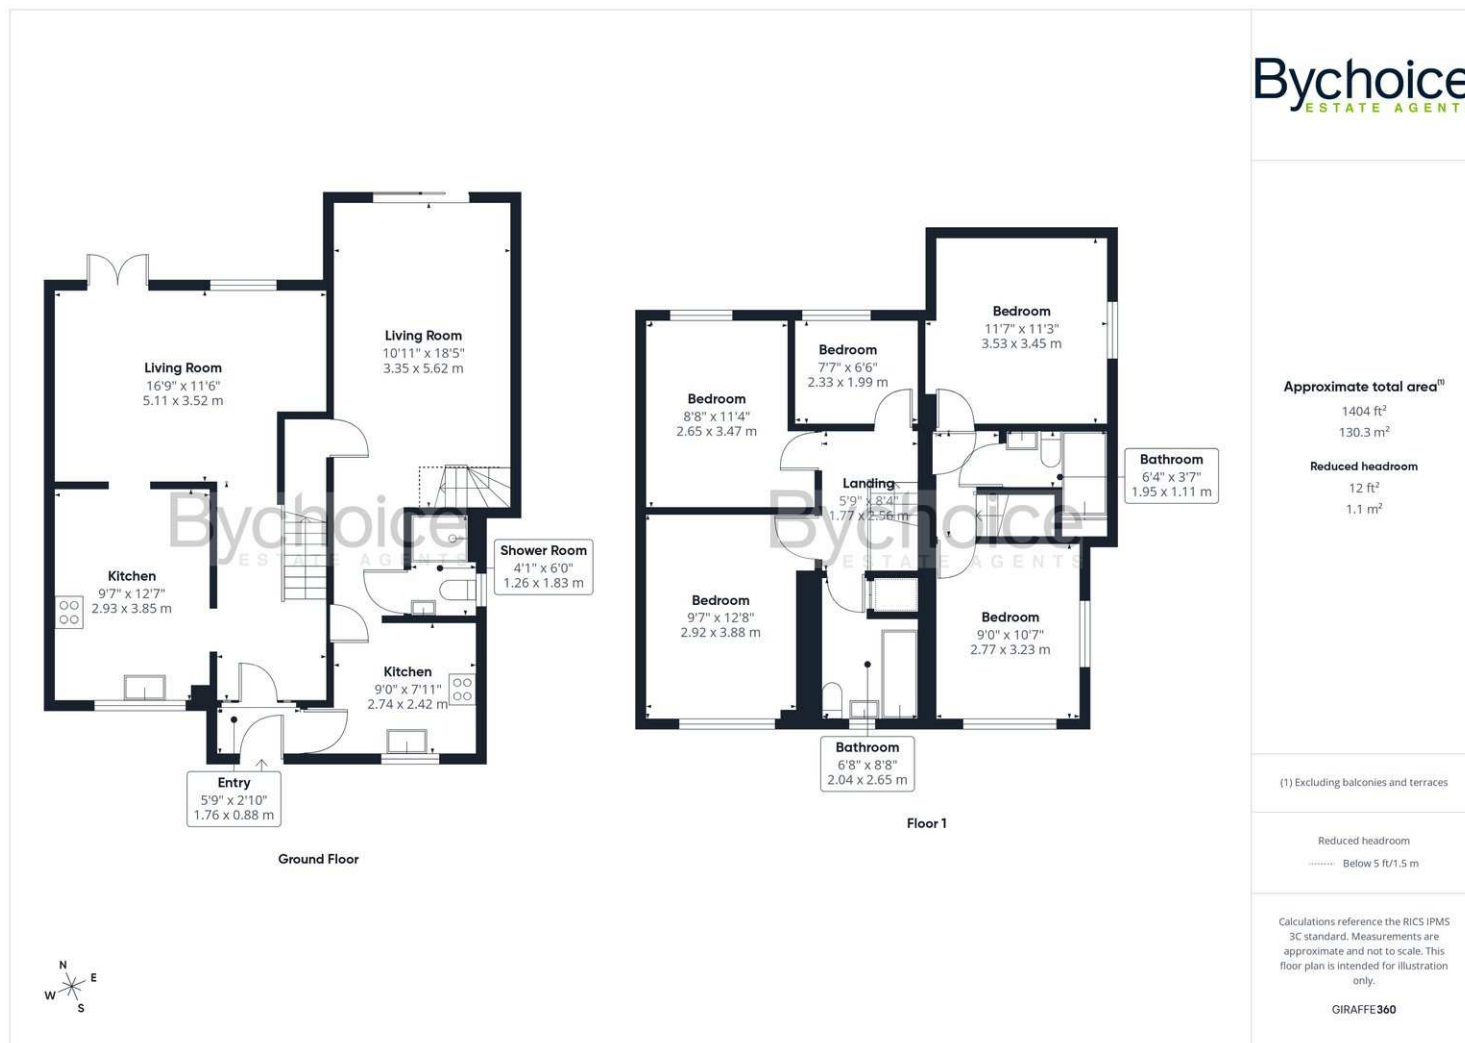 Bychoice
ESTATE AGENT
Living Room
10'11" x 18'5"
3.35 x 5.62 m
Living Room
16'9" x 11'6"
5.11 x 3.52 m
Kitchen
9'7" x 12'7"
2.93 x 3.85 m
Shower Room
4'1" x 6'0"
1.26 x 1.83 m
Kitchen
9'0" x 7'11"
2.74 x 2.42 m
Entry
5'9" x 2'10"
1.76 x 0.88 m
Bychoice
ESTATE AGENTS
Ground Floor
Bedroom
11'7" x 11'3"
3.53 x 3.45 m
Bedroom
7'7" x 6'6"
2.33 x 1.99 m
Bedroom
8'8" x 11'4"
2.65 x 3.47 m
Bathroom
6'4" x 3'7"
1.95 x 1.11 m
Landing
5'9" x 8'4"
1.77 x 2.56 m
Bychoice
ESTATE AGENTS
Bedroom
9'7" x 12'8"
2.92 x 3.88 m
Bedroom
9'0" x 10'7"
2.77 x 3.23 m
Bathroom
6'8" x 8'8"
2.04 x 2.65 m
Floor 1
N
E
W
S
Approximate total area(1)
1404 ft²
130.3 m²
Reduced headroom
12 ft²
1.1 m²
(1) Excluding balconies and terraces
Reduced headroom
Below 5 ft/1.5 m
Calculations reference the RICS IPMS
3C standard. Measurements are
approximate and not to scale. This
floor plan is intended for illustration
only.
GIRAFFE360